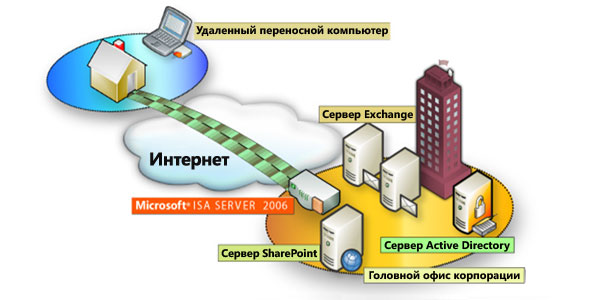 Удаленный переносной компьютер
Сервер Exchange
Интернет
Microsoft® ISA SERVER 2006
Сервер SharePoint
Сервер Active Directory
Головной офис корпорации